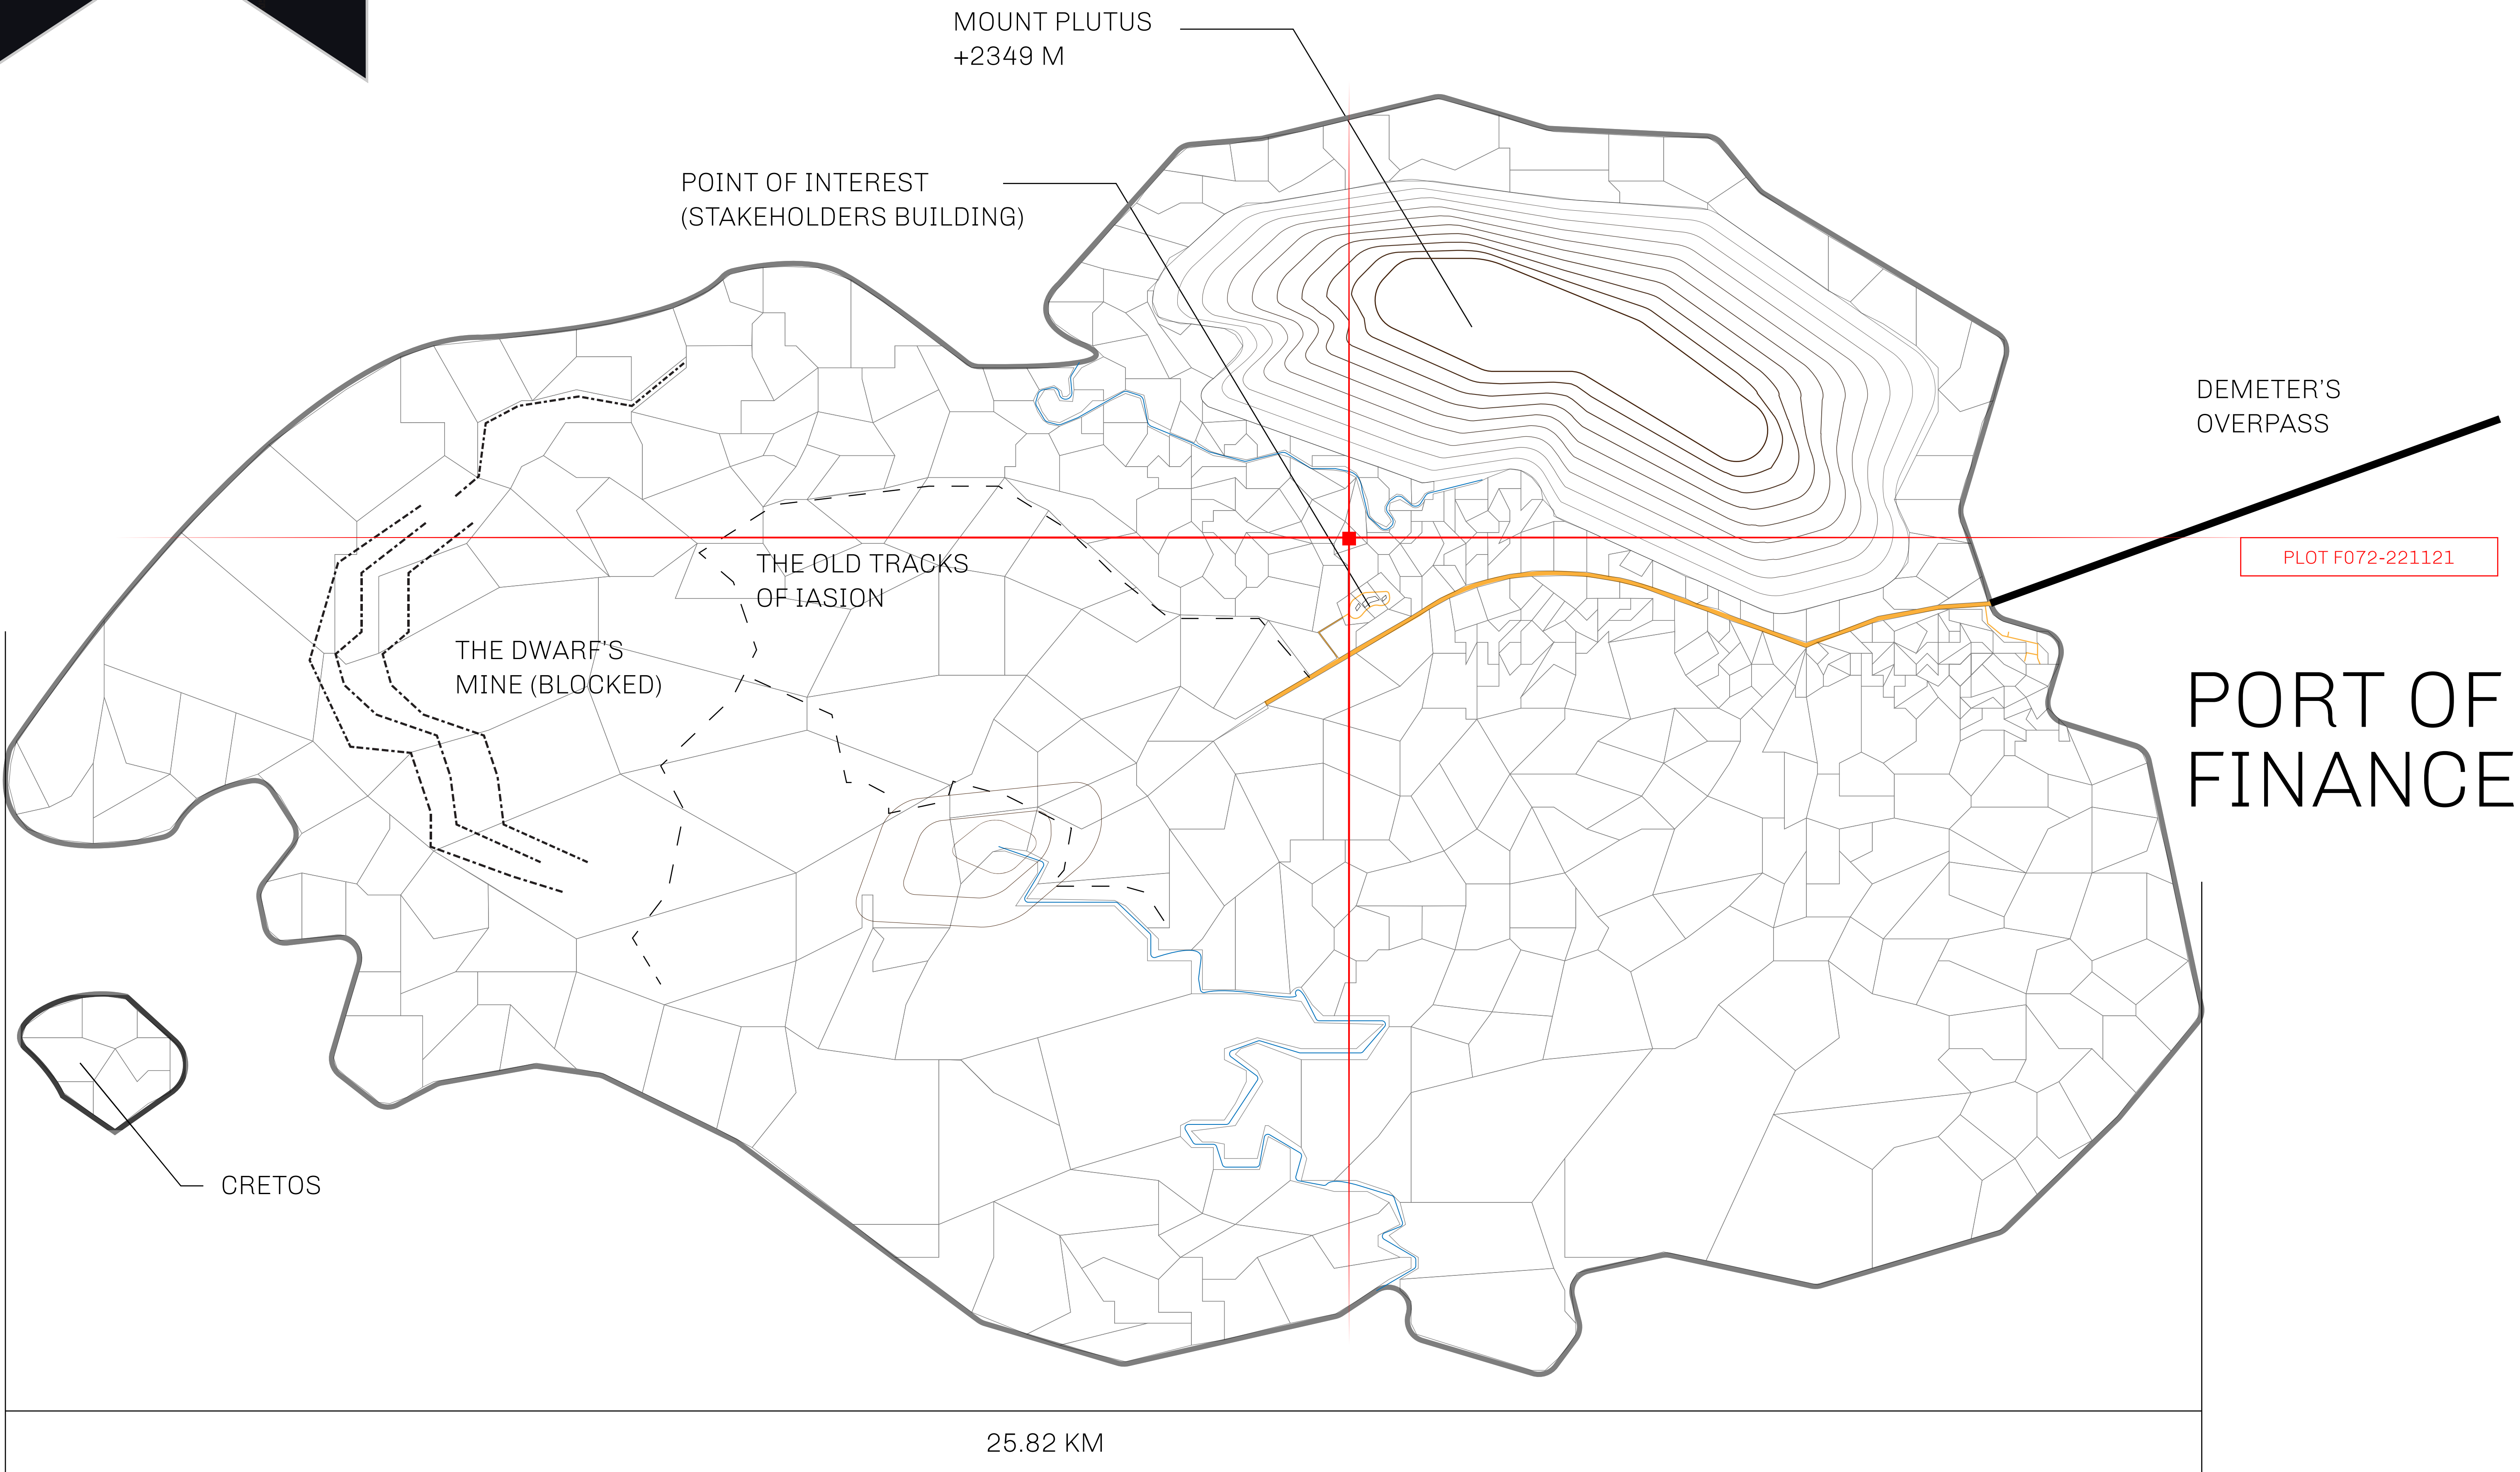 MOUNT PLUTUS
+2349 M
POINT OF INTEREST
(STAKEHOLDERS BUILDING)
DEMETER'S
OVERPASS
PLOT F072-221121
THE OLD TRACKS
OF IASION
THE DWARF'S
MINE (BLOCKED)
PORT OF
FINANCE
CRETOS
25.82 KM